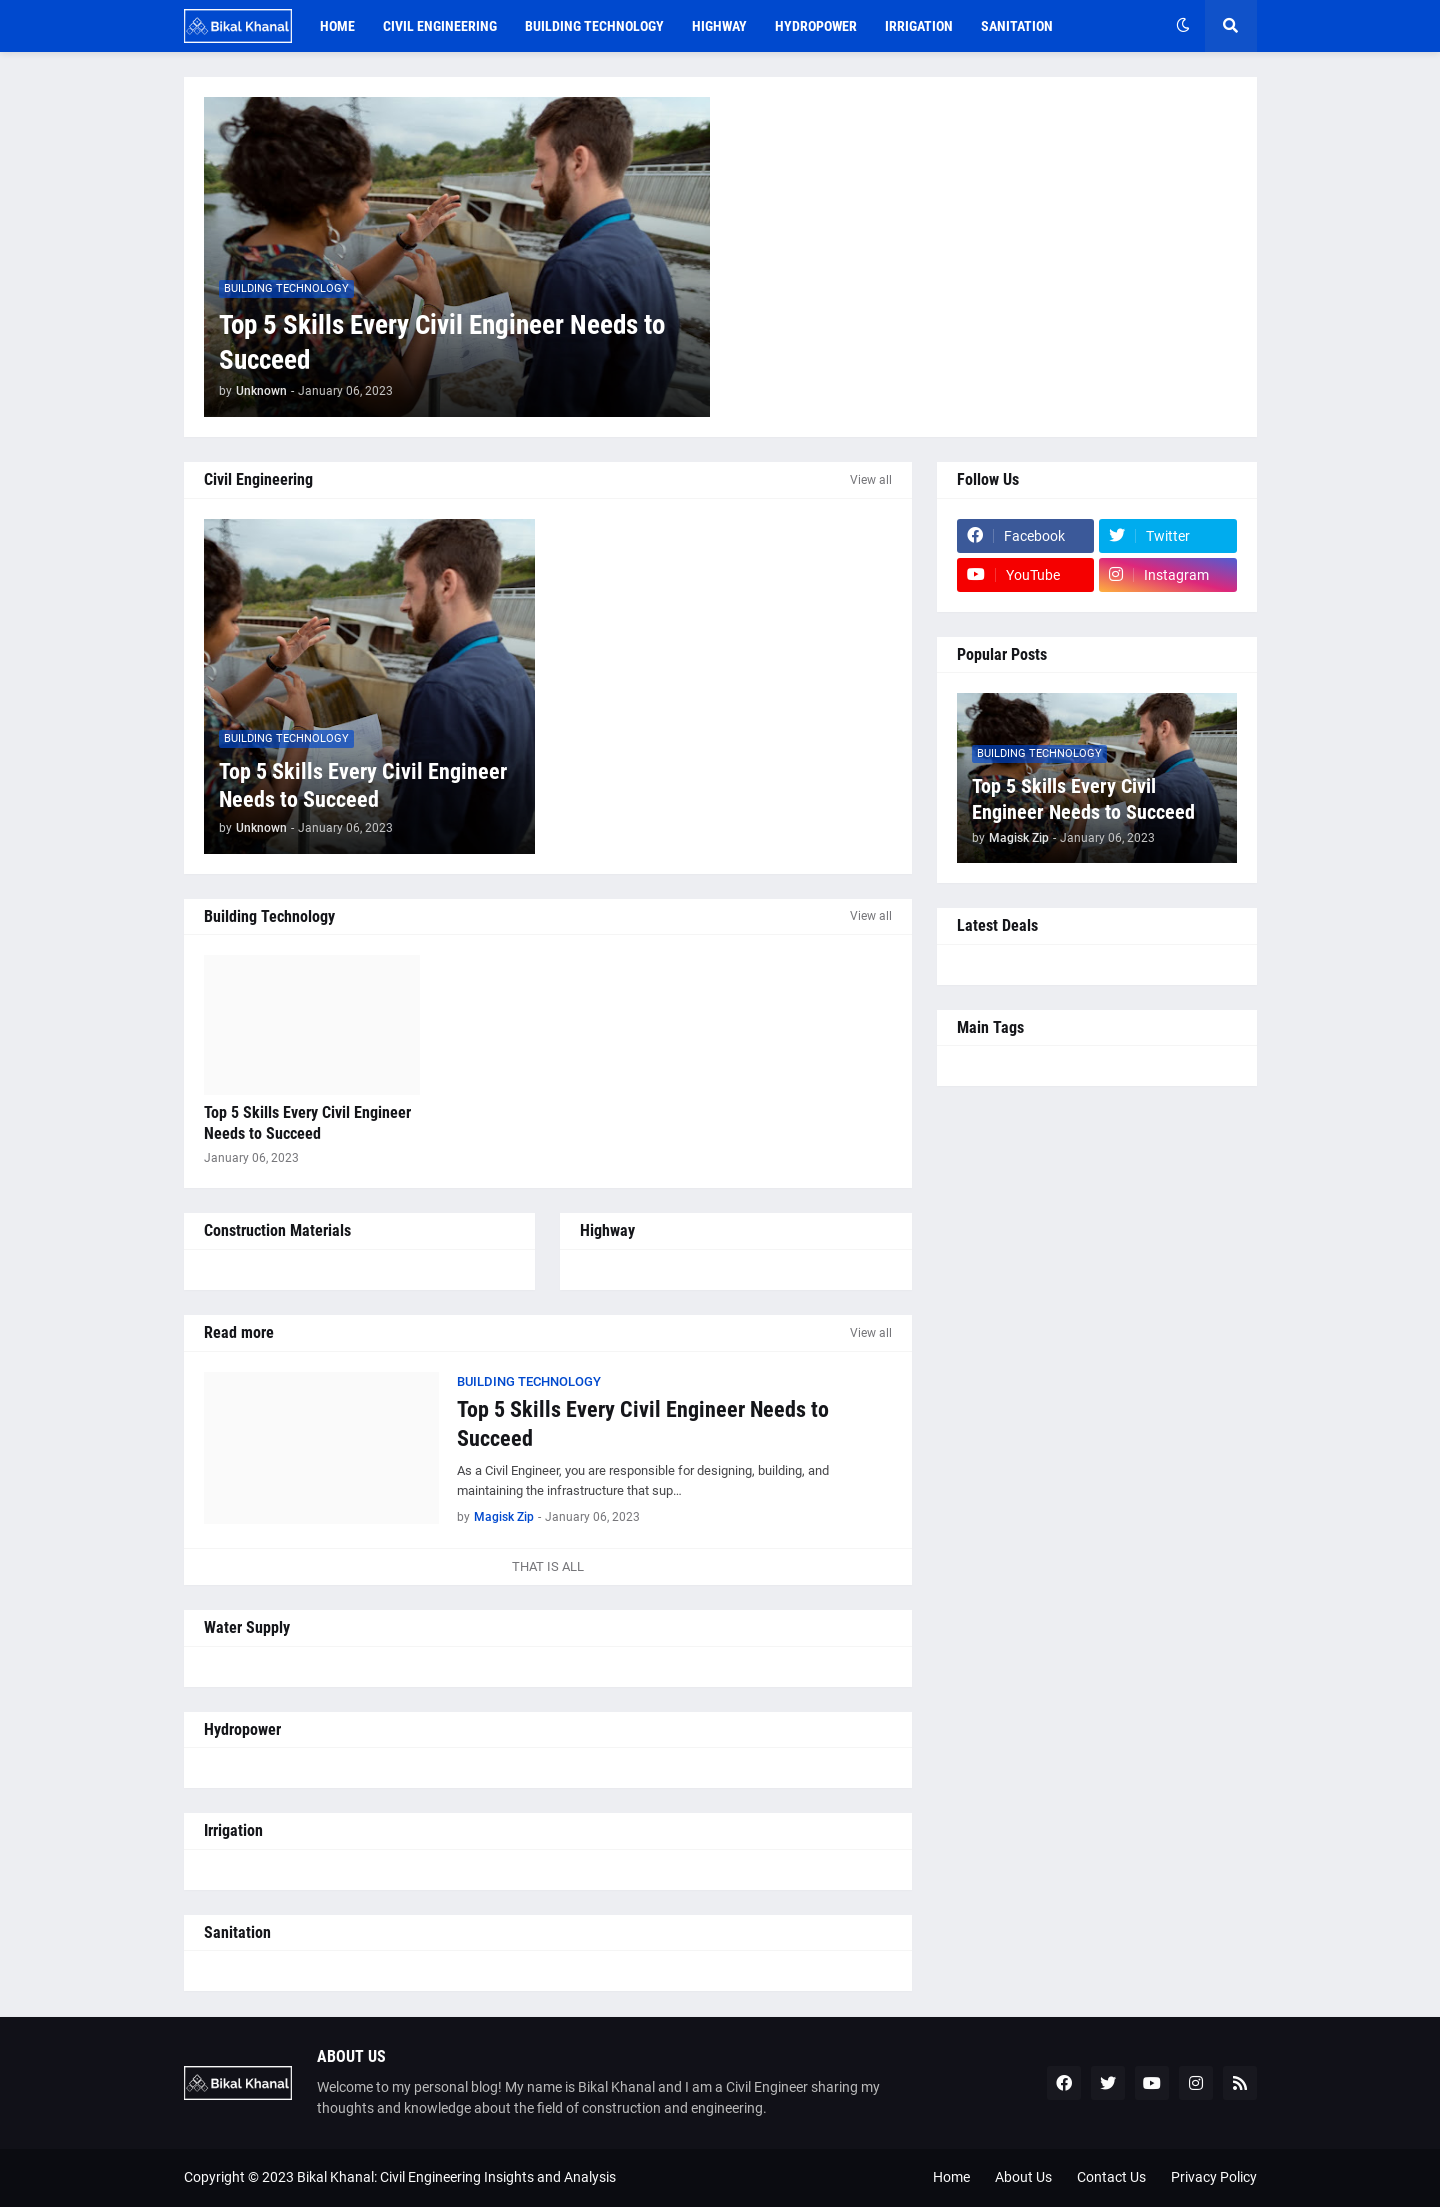 Bikal Khanal
HOME
CIVIL ENGINEERING
BUILDING TECHNOLOGY
HIGHWAY
HYDROPOWER
IRRIGATION
SANITATION
BUILDING TECHNOLOGY
Top 5 Skills Every Civil Engineer Needs to
Succeed
by Unknown - January 06, 2023
Civil Engineering
View all
BUILDING TECHNOLOGY
Top 5 Skills Every Civil Engineer
Needs to Succeed
by Unknown - January 06, 2023
Follow Us
Facebook
Twitter
YouTube
Instagram
Popular Posts
BUILDING TECHNOLOGY
Top 5 Skills Every Civil
Engineer Needs to Succeed
by Magisk Zip - January 06, 2023
Latest Deals
Main Tags
Building Technology
View all
Top 5 Skills Every Civil Engineer
Needs to Succeed
January 06, 2023
Construction Materials
Highway
Read more
View all
BUILDING TECHNOLOGY
Top 5 Skills Every Civil Engineer Needs to
Succeed
As a Civil Engineer, you are responsible for designing, building, and
maintaining the infrastructure that sup…
by Magisk Zip - January 06, 2023
THAT IS ALL
Water Supply
Hydropower
Irrigation
Sanitation
Bikal Khanal
ABOUT US
Welcome to my personal blog! My name is Bikal Khanal and I am a Civil Engineer sharing my
thoughts and knowledge about the field of construction and engineering.
Copyright © 2023 Bikal Khanal: Civil Engineering Insights and Analysis
Home
About Us
Contact Us
Privacy Policy